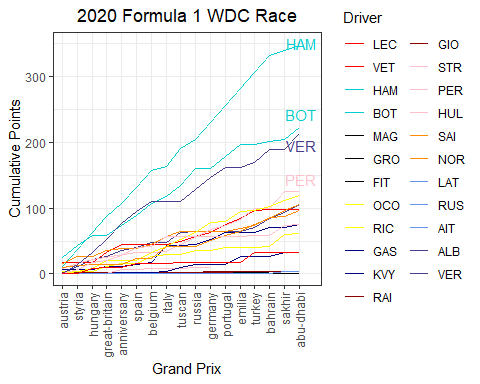 2020 Formula 1 WDC Race
Cumulative Points
300
200
100
0
HAM
BOT
VER
PER
austria
styria
hungary
great-britain
anniversary
spain
belgium
italy
tuscan
russia
germany
portugal
emilia
turkey
bahrain
sakhir
abu-dhabi
Grand Prix
Driver
LEC
VET
HAM
BOT
MAG
GRO
FIT
OCO
RIC
GAS
KVY
RAI
GIO
STR
PER
HUL
SAI
NOR
LAT
RUS
AIT
ALB
VER